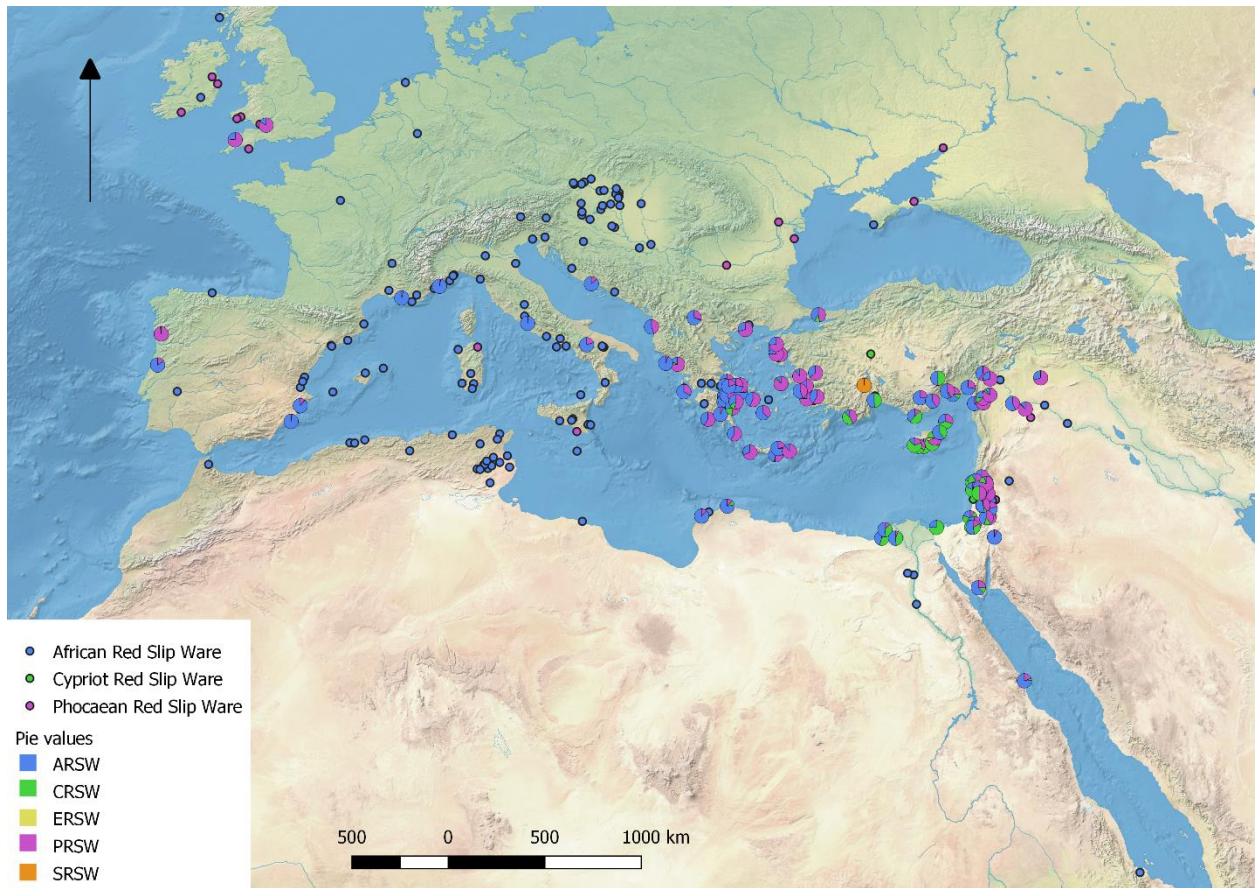 African Red Slip Ware
Cypriot Red Slip Ware
Phocaean Red Slip Ware
Pie values
ARSW
CRSW
ERSW
PRSW
SRSW
500 0 500 1000 km